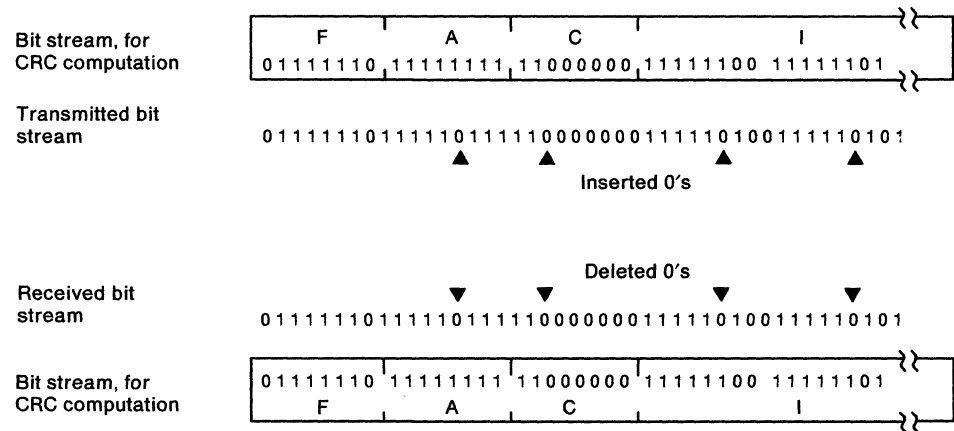 Bit stream, for
CRC computation
F A C I
01111110 11111111 11000000 11111100 11111101
Transmitted bit
stream
01111110111110111110000000111110100111110101
Inserted 0's
Deleted 0's
Received bit
stream
01111110111110111110000000111110100111110101
Bit stream, for
CRC computation
01111110 11111111 11000000 11111100 11111101
F A C I